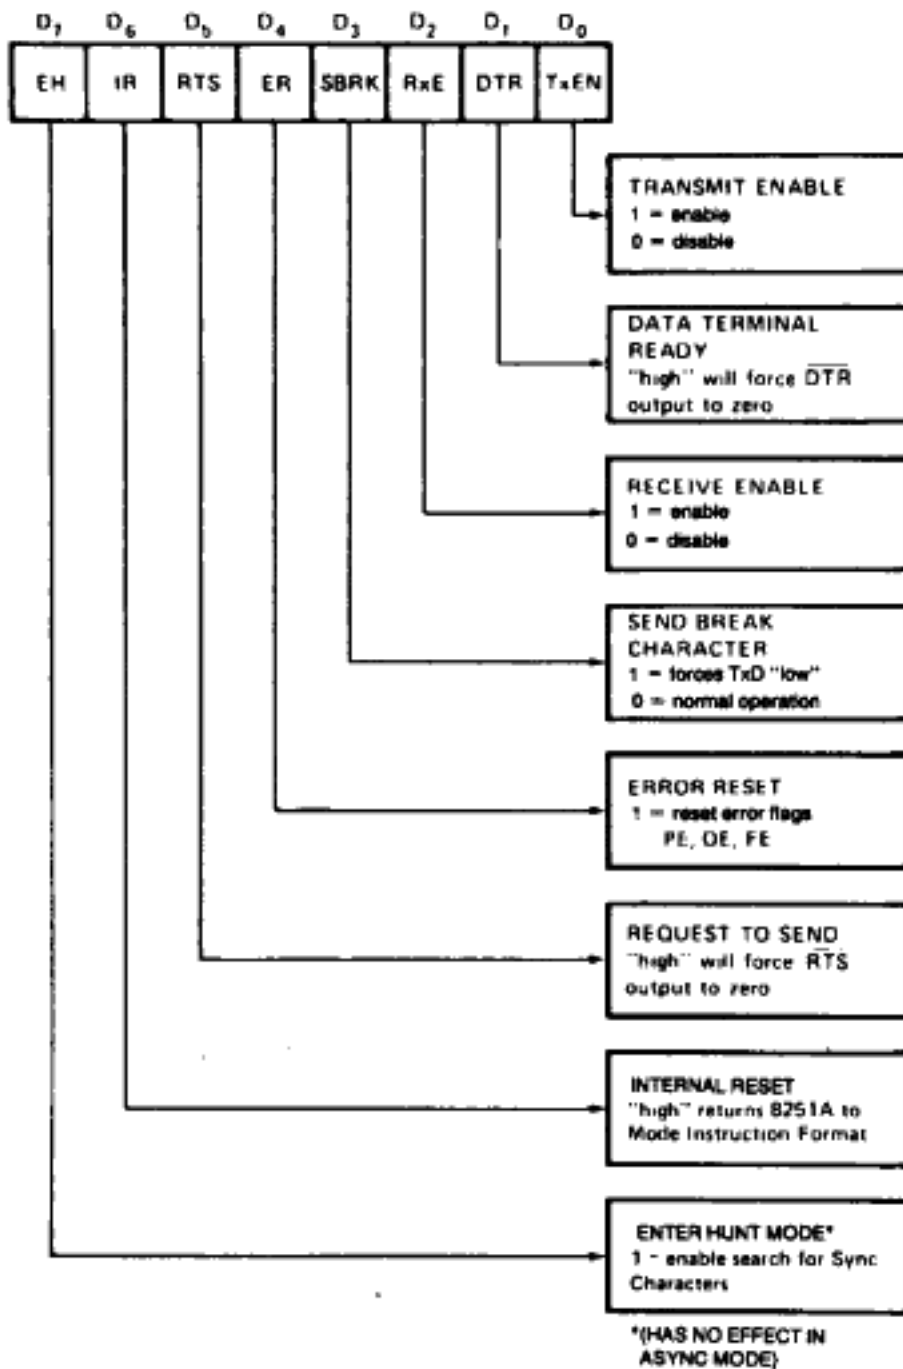 D7 D6 D5 D4 D3 D2 D1 D0
EH IR RTS ER SBRK RxE DTR TxEN
TRANSMIT ENABLE
1 = enable
0 = disable
DATA TERMINAL
READY
"high" will force D̅T̅R̅
output to zero
RECEIVE ENABLE
1 = enable
0 = disable
SEND BREAK
CHARACTER
1 = forces TxD "low"
0 = normal operation
ERROR RESET
1 = reset error flags
PE, OE, FE
REQUEST TO SEND
"high" will force R̅T̅S̅
output to zero
INTERNAL RESET
"high" returns 8251A to
Mode Instruction Format
ENTER HUNT MODE*
1 = enable search for Sync
Characters
*(HAS NO EFFECT IN
ASYNC MODE)